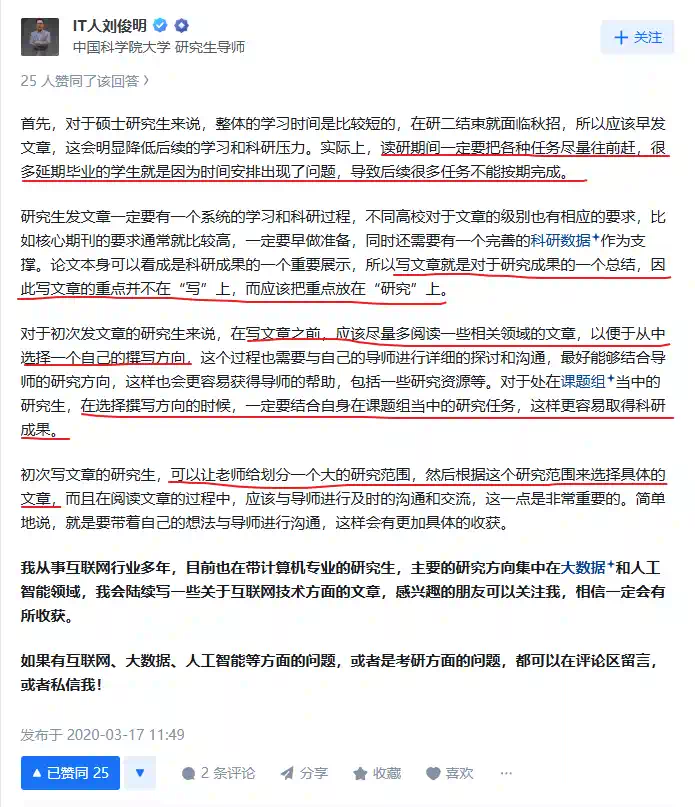 IT人刘俊明
中国科学院大学 研究生导师
+ 关注
25 人赞同了该回答 >
首先，对于硕士研究生来说，整体的学习时间是比较短的，在研二结束就面临秋招，所以应该早发
文章，这会明显降低后续的学习和科研压力。实际上，读研期间一定要把各种任务尽量往前赶，很
多延期毕业的学生就是因为时间安排出现了问题，导致后续很多任务不能按期完成。
研究生发文章一定要有一个系统的学习和科研过程，不同高校对于文章的级别也有相应的要求，比
如核心期刊的要求通常就比较高，一定要早做准备，同时还需要有一个完善的科研数据作为支
撑。论文本身可以看成是科研成果的一个重要展示，所以写文章就是对于研究成果的一个总结，因
此写文章的重点并不在“写”上，而应该把重点放在“研究”上。
对于初次发文章的研究生来说，在写文章之前，应该尽量多阅读一些相关领域的文章，以便于从中
选择一个自己的撰写方向，这个过程也需要与自己的导师进行详细的探讨和沟通，最好能够结合导
师的研究方向，这样也会更容易获得导师的帮助，包括一些研究资源等。对于处在课题组当中的
研究生，在选择撰写方向的时候，一定要结合自身在课题组当中的研究任务，这样更容易取得科研
成果。
初次写文章的研究生，可以让老师给划分一个大的研究范围，然后根据这个研究范围来选择具体的
文章，而且在阅读文章的过程中，应该与导师进行及时的沟通和交流，这一点是非常重要的。简单
地说，就是要带着自己的想法与导师进行沟通，这样会有更加具体的收获。
我从事互联网行业多年，目前也在带计算机专业的研究生，主要的研究方向集中在大数据和人工
智能领域，我会陆续写一些关于互联网技术方面的文章，感兴趣的朋友可以关注我，相信一定会有
所收获。
如果有互联网、大数据、人工智能等方面的问题，或者是考研方面的问题，都可以在评论区留言，
或者私信我！
发布于 2020-03-17 11:49
已赞同 25 2 条评论 分享 收藏 喜欢 ···